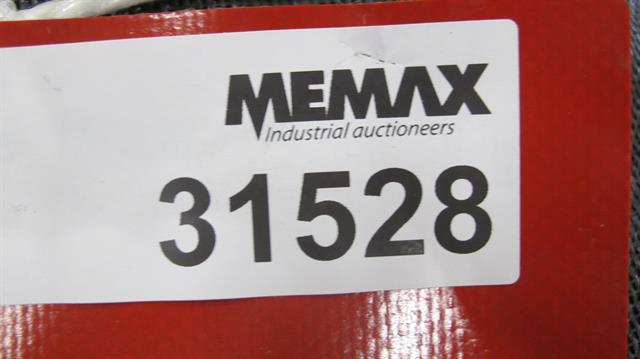 MEMAX
Industrial auctioneers
31528